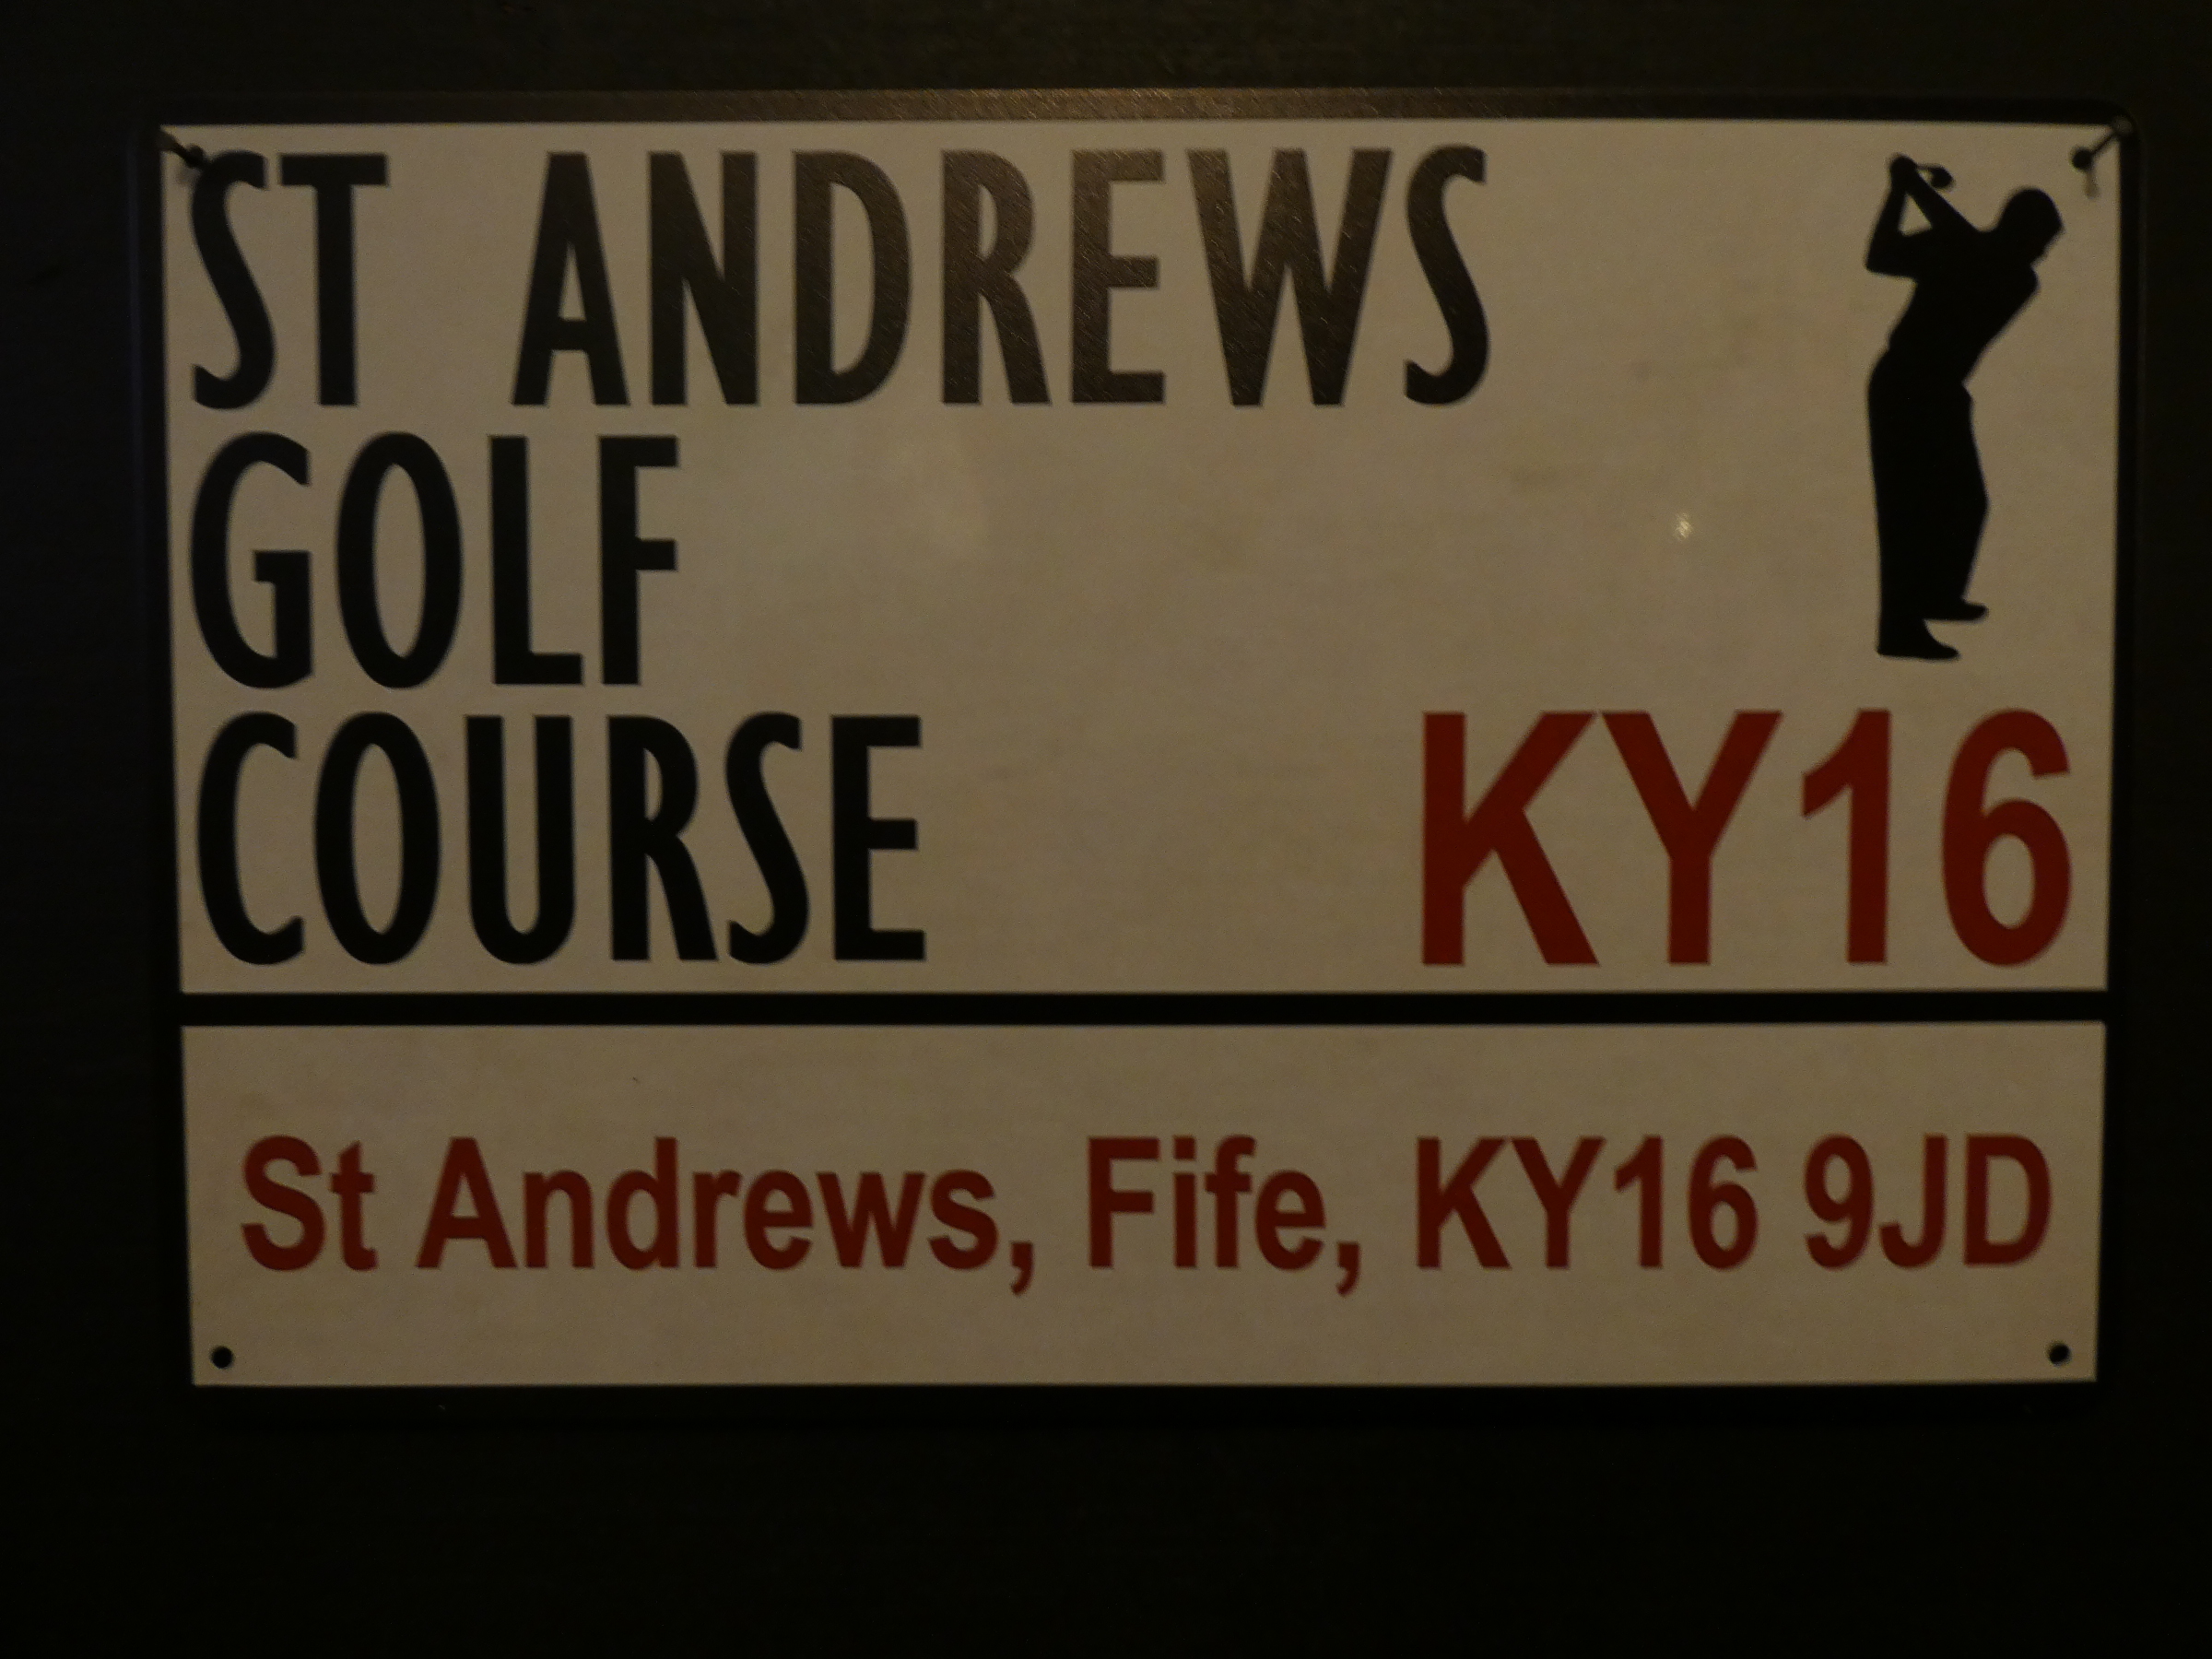 ST ANDREWS
GOLF
COURSE
KY16
St Andrews, Fife, KY16 9JD